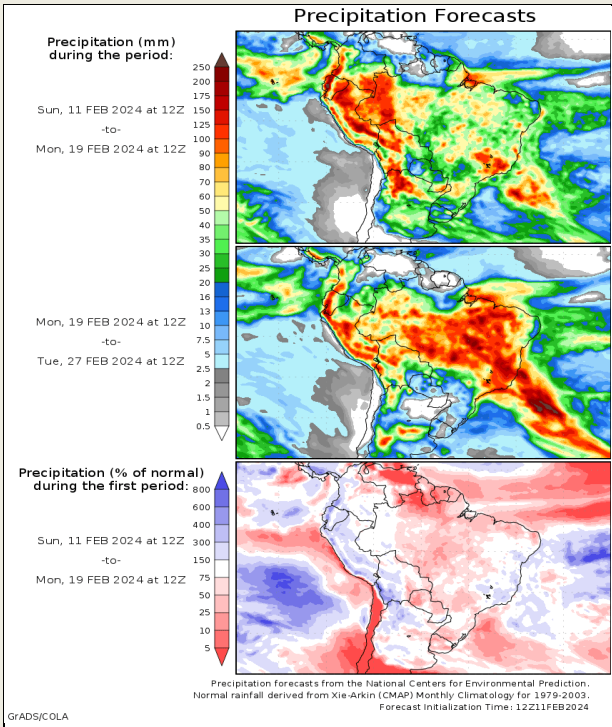 Precipitation Forecasts
Precipitation (mm)
during the period:
Sun, 11 FEB 2024 at 12Z
-to-
Mon, 19 FEB 2024 at 12Z
250
200
175
150
125
100
90
80
70
60
50
40
35
30
25
20
16
13
10
7.5
5
2.5
2
1.5
1
0.5
Mon, 19 FEB 2024 at 12Z
-to-
Tue, 27 FEB 2024 at 12Z
Precipitation (% of normal)
during the first period:
800
600
400
300
150
75
50
25
10
5
Sun, 11 FEB 2024 at 12Z
-to-
Mon, 19 FEB 2024 at 12Z
Precipitation forecasts from the National Centers for Environmental Prediction.
Normal rainfall derived from Xie-Arkin (CMAP) Monthly Climatology for 1979-2003.
Forecast Initialization Time: 12Z11FEB2024
GrADS/COLA